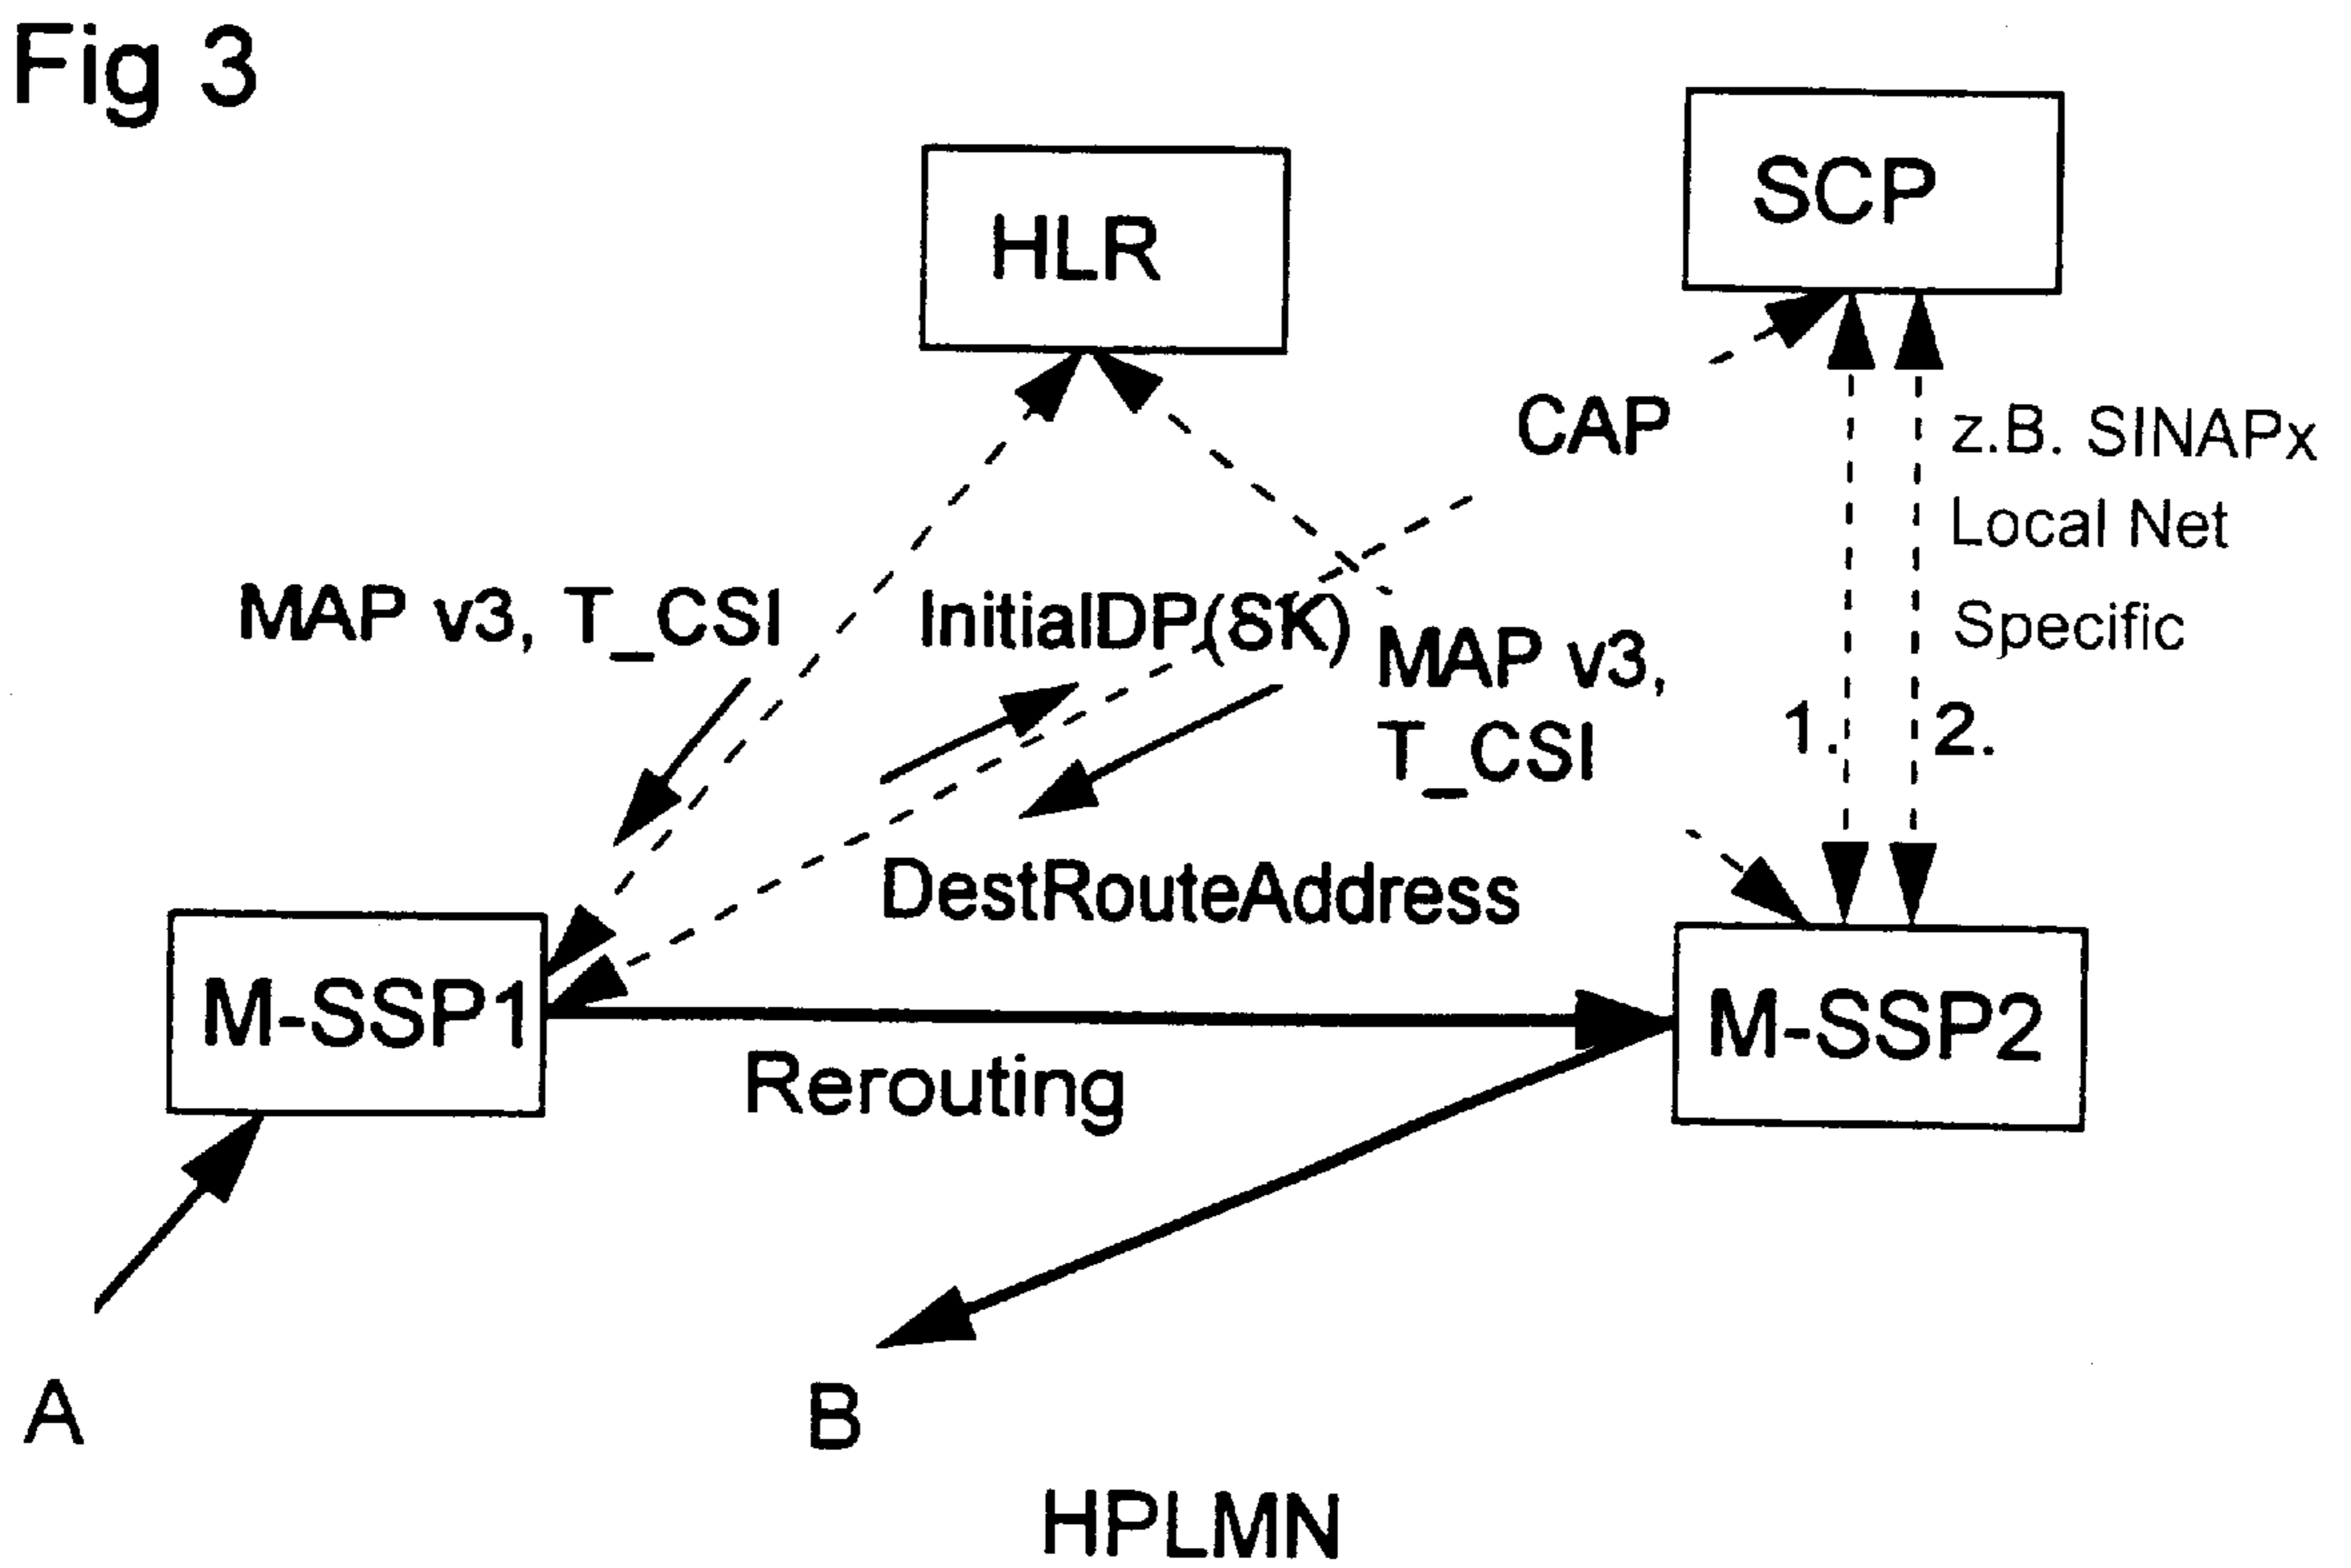 Fig 3
SCP
HLR
CAP
z.B. SINAPx
Local Net
Specific
MAP v3, T_CSI
InitialDP(SK)
MAP v3,
T_CSI
1.
2.
DestRouteAddress
M-SSP1
M-SSP2
Rerouting
A
B
HPLMN